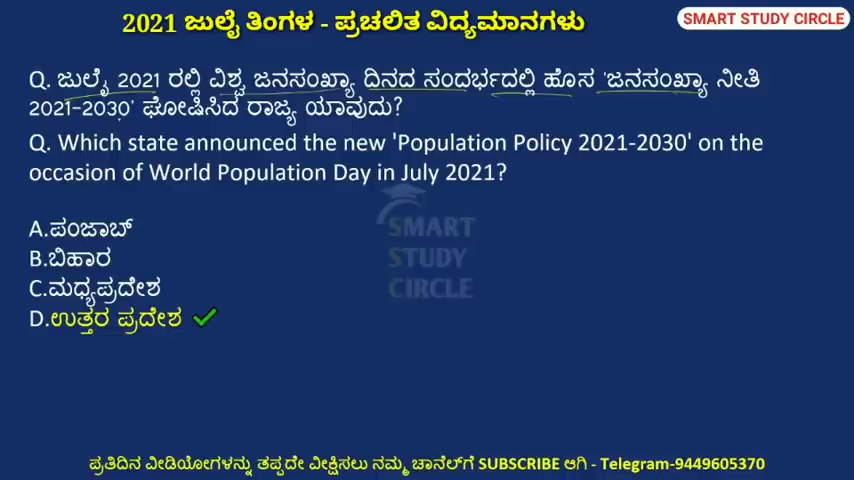 2021 ಜುಲೈ ತಿಂಗಳ - ಪ್ರಚಲಿತ ವಿದ್ಯಮಾನಗಳು
SMART STUDY CIRCLE
Q. ಜುಲೈ 2021 ರಲ್ಲಿ ವಿಶ್ವ ಜನಸಂಖ್ಯಾ ದಿನದ ಸಂದರ್ಭದಲ್ಲಿ ಹೊಸ 'ಜನಸಂಖ್ಯಾ ನೀತಿ
2021-2030' ಘೋಷಿಸಿದ ರಾಜ್ಯ ಯಾವುದು?
Q. Which state announced the new 'Population Policy 2021-2030' on the
occasion of World Population Day in July 2021?
SMART
STUDY
CIRCLE
A.ಪಂಜಾಬ್
B.ಬಿಹಾರ
C.ಮಧ್ಯಪ್ರದೇಶ
D.ಉತ್ತರ ಪ್ರದೇಶ
ಪ್ರತಿದಿನ ವೀಡಿಯೋಗಳನ್ನು ತಪ್ಪದೇ ವೀಕ್ಷಿಸಲು ನಮ್ಮ ಚಾನೆಲ್‌ಗೆ SUBSCRIBE ಆಗಿ - Telegram-9449605370